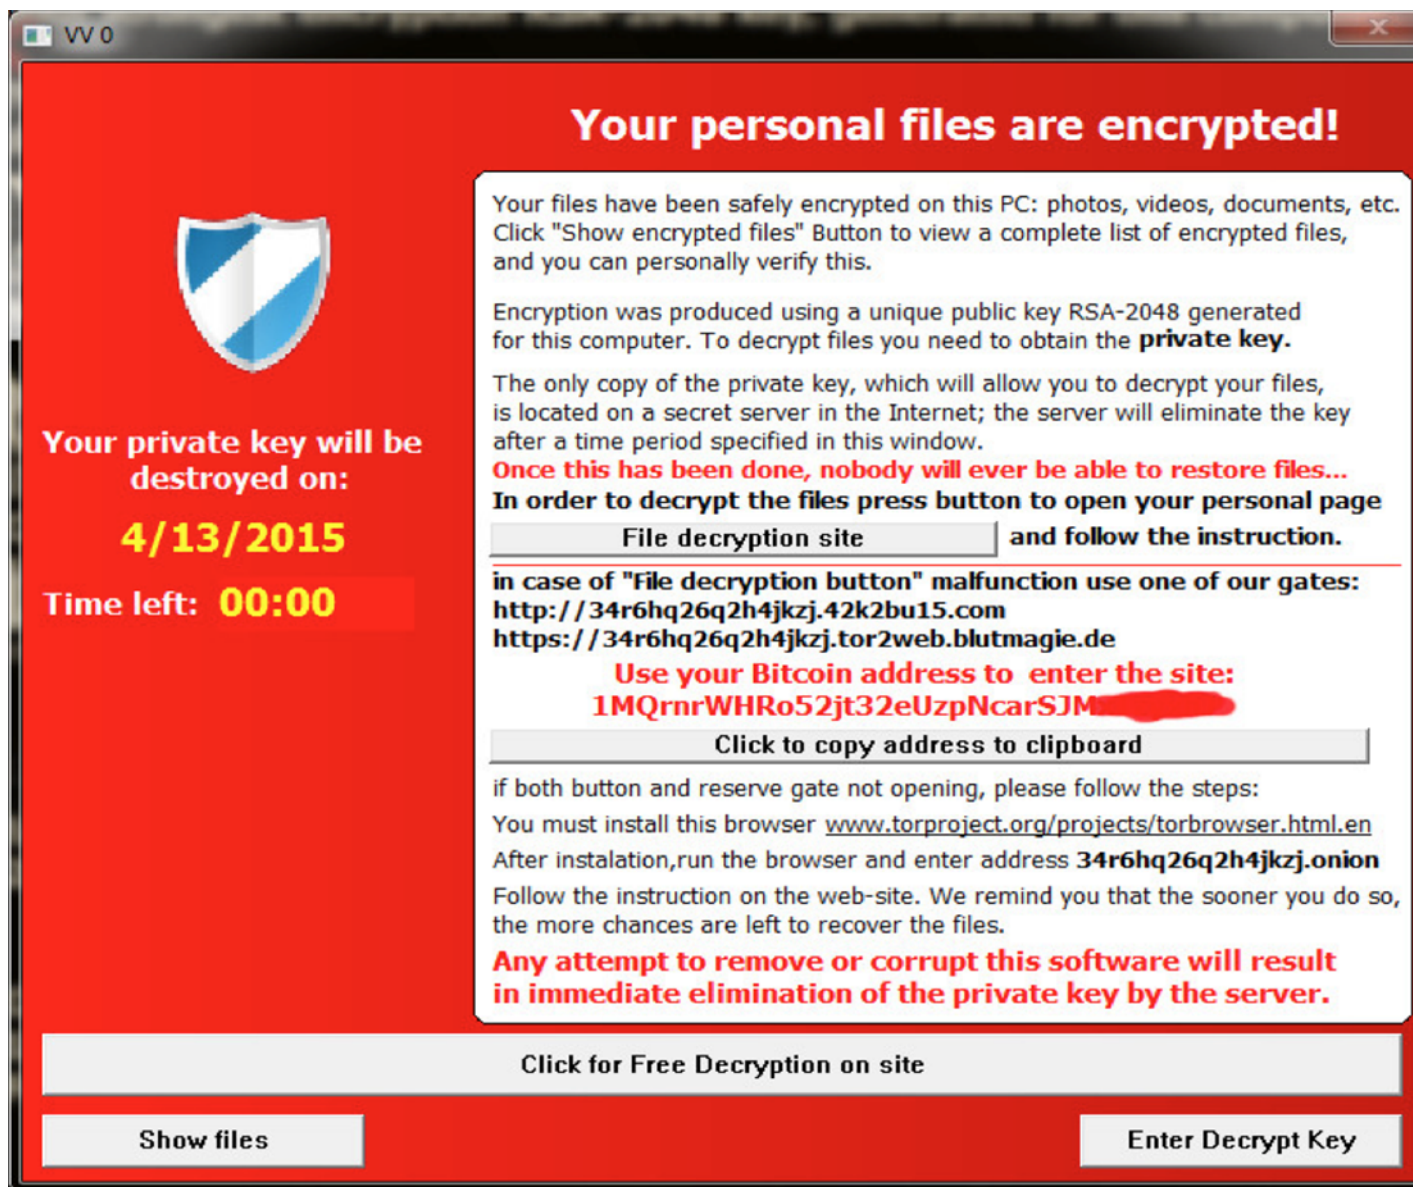 VV 0
Your personal files are encrypted!
Your files have been safely encrypted on this PC: photos, videos, documents, etc.
Click "Show encrypted files" Button to view a complete list of encrypted files,
and you can personally verify this.
Encryption was produced using a unique public key RSA-2048 generated
for this computer. To decrypt files you need to obtain the private key.
The only copy of the private key, which will allow you to decrypt your files,
is located on a secret server in the Internet; the server will eliminate the key
after a time period specified in this window.
Once this has been done, nobody will ever be able to restore files...
In order to decrypt the files press button to open your personal page
File decryption site and follow the instruction.
in case of "File decryption button" malfunction use one of our gates:
http://34r6hq26q2h4jkzj.42k2bu15.com
https://34r6hq26q2h4jkzj.tor2web.blutmagie.de
Use your Bitcoin address to enter the site:
1MQrnrWHRo52jt32eUzpNcarSJM
Click to copy address to clipboard
if both button and reserve gate not opening, please follow the steps:
You must install this browser www.torproject.org/projects/torbrowser.html.en
After instalation,run the browser and enter address 34r6hq26q2h4jkzj.onion
Follow the instruction on the web-site. We remind you that the sooner you do so,
the more chances are left to recover the files.
Any attempt to remove or corrupt this software will result
in immediate elimination of the private key by the server.
Your private key will be
destroyed on:
4/13/2015
Time left: 00:00
Click for Free Decryption on site
Show files
Enter Decrypt Key